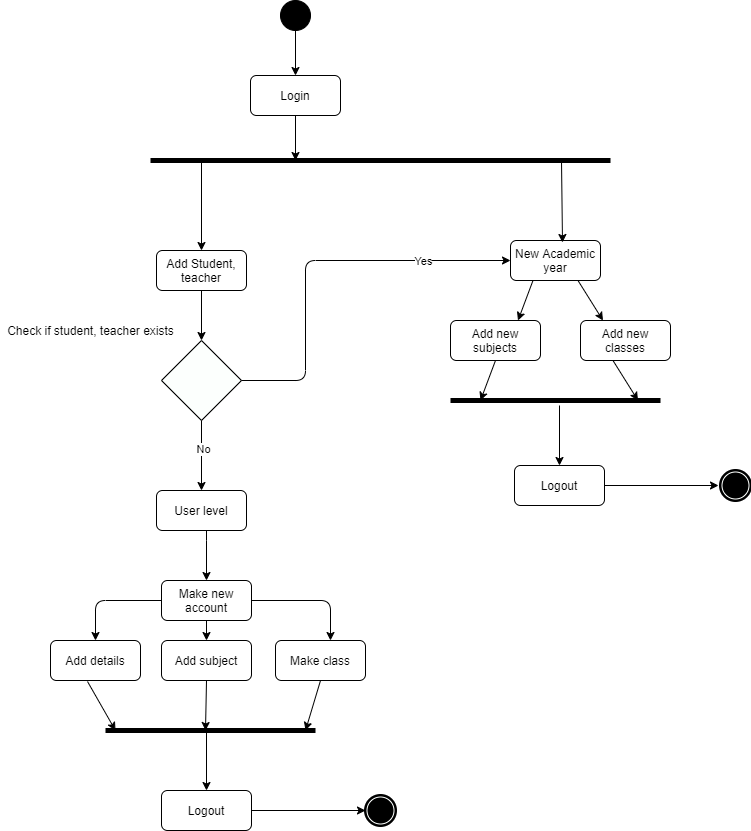 Login
Add Student,
teacher
Yes
New Academic
year
Check if student, teacher exists
Add new
subjects
Add new
classes
No
Logout
User level
Make new
account
Add details
Add subject
Make class
Logout